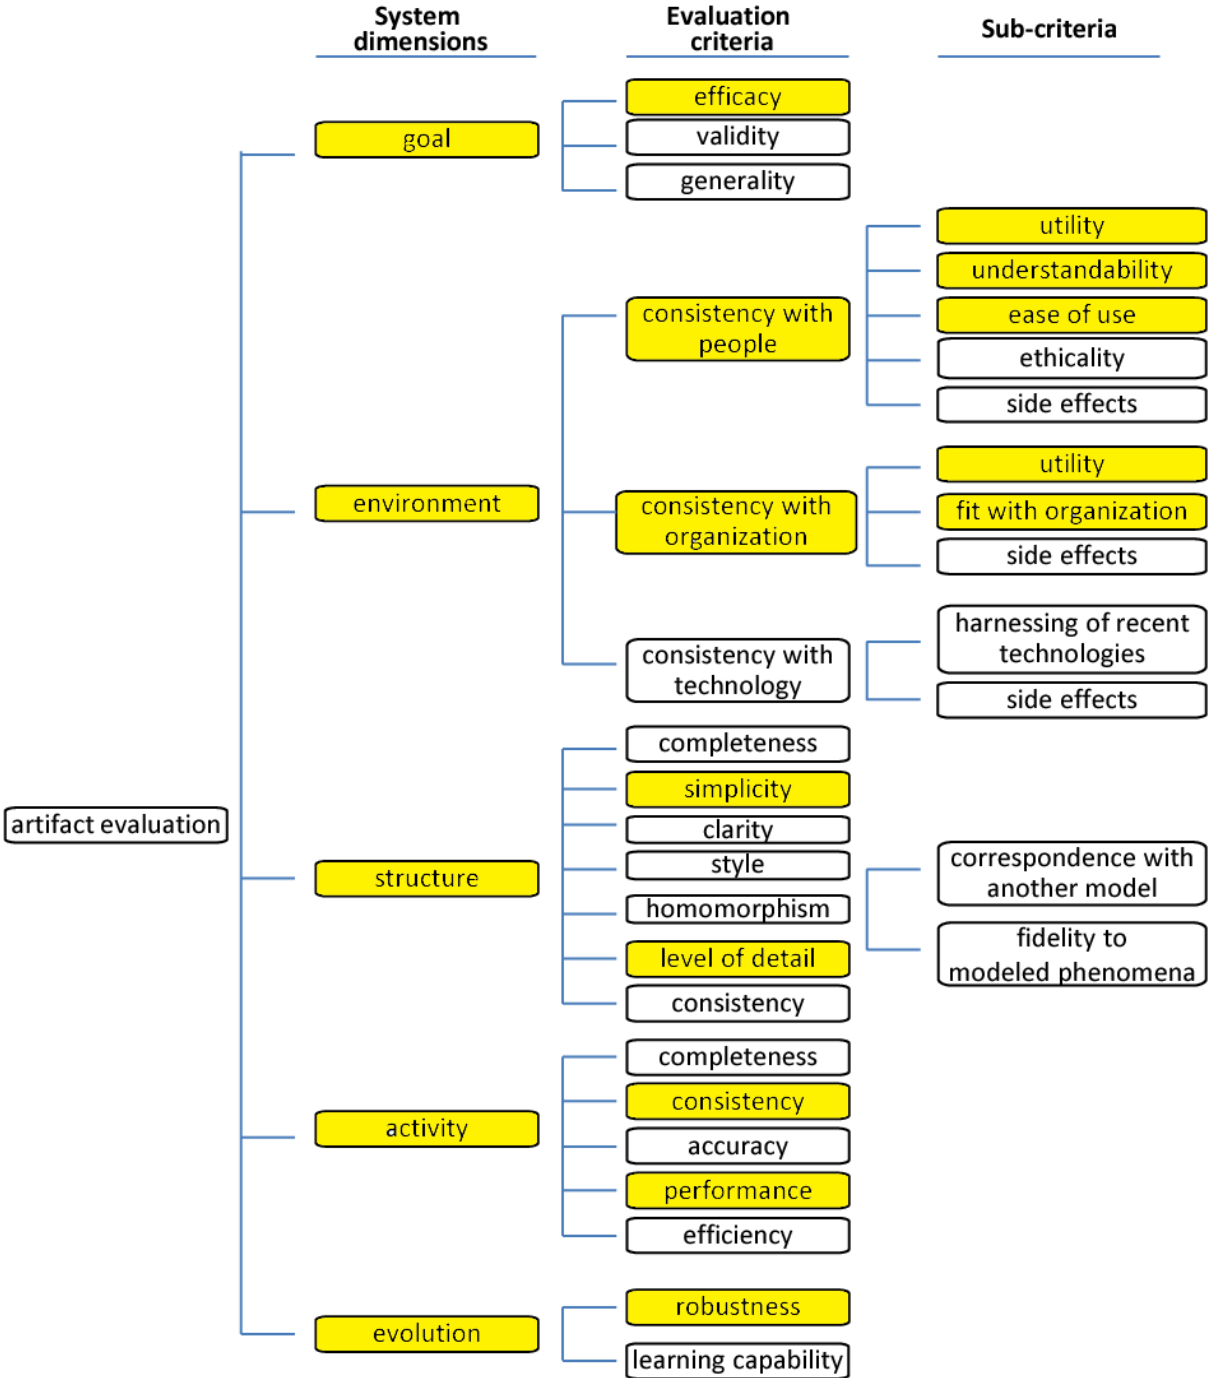 System
dimensions
Evaluation
criteria
Sub-criteria
artifact evaluation
goal
efficacy
validity
generality
environment
consistency with
people
utility
understandability
ease of use
ethicality
side effects
consistency with
organization
utility
fit with organization
side effects
consistency with
technology
harnessing of recent
technologies
side effects
structure
completeness
simplicity
clarity
style
homomorphism
correspondence with
another model
fidelity to
modeled phenomena
level of detail
consistency
activity
completeness
consistency
accuracy
performance
efficiency
evolution
robustness
learning capability